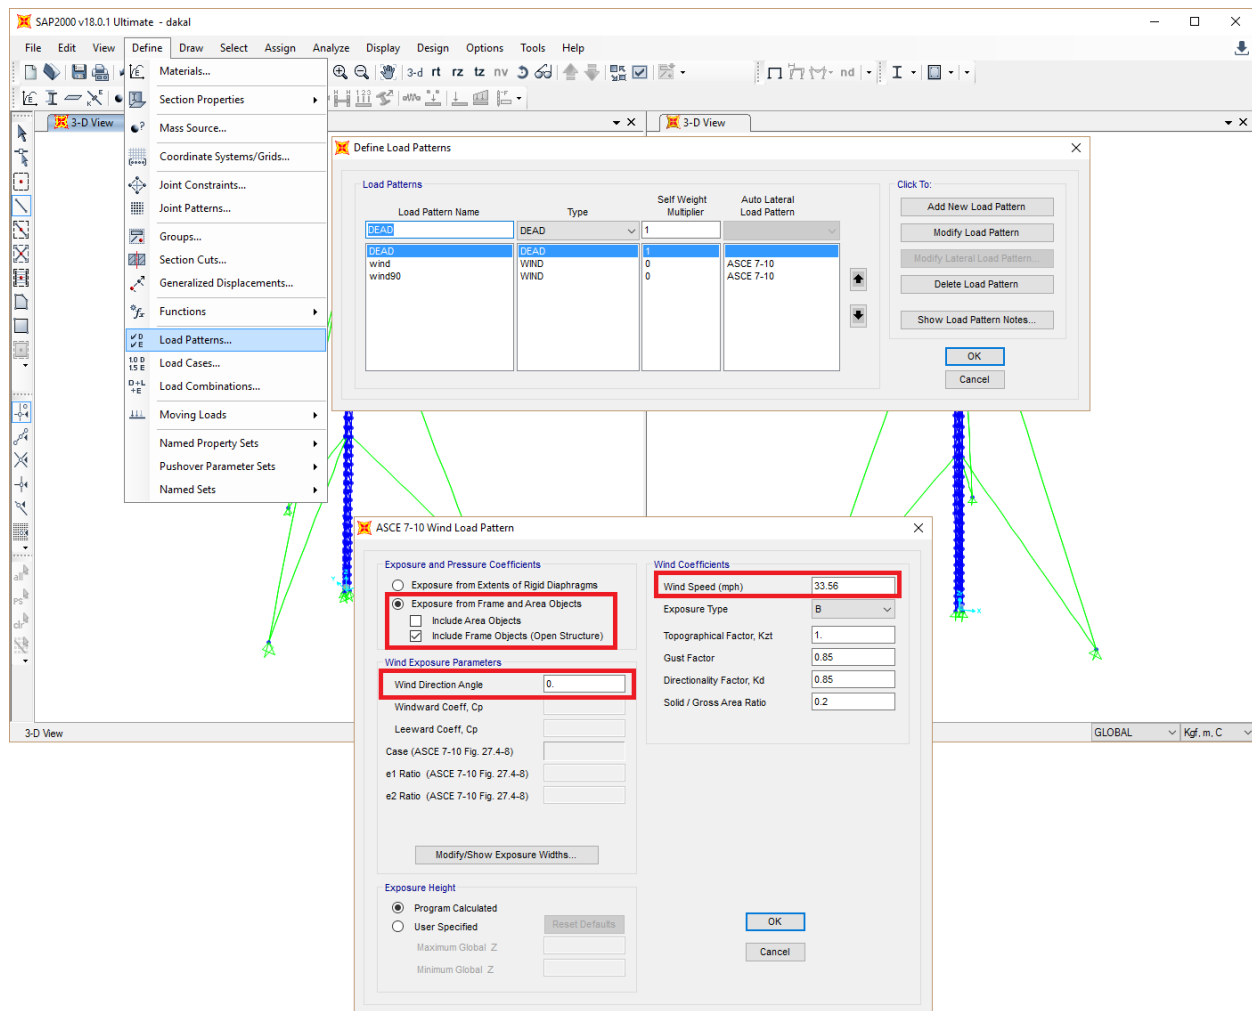 SAP2000 v18.0.1 Ultimate - dakal
File Edit View Define Draw Select Assign Analyze Display Design Options Tools Help
3-d rt rz tz nv
nd
3-D View
3-D View
Materials...
Section Properties
Mass Source...
Coordinate Systems/Grids...
Joint Constraints...
Joint Patterns...
Groups...
Section Cuts...
Generalized Displacements...
Functions
Load Patterns...
Load Cases...
Load Combinations...
Moving Loads
Named Property Sets
Pushover Parameter Sets
Named Sets
Define Load Patterns
Load Patterns
Load Pattern Name Type Self Weight Multiplier Auto Lateral Load Pattern
DEAD DEAD 1
DEAD DEAD 1
wind WIND 0 ASCE 7-10
wind90 WIND 0 ASCE 7-10
Click To:
Add New Load Pattern
Modify Load Pattern
Modify Lateral Load Pattern...
Delete Load Pattern
Show Load Pattern Notes...
OK
Cancel
ASCE 7-10 Wind Load Pattern
Exposure and Pressure Coefficients
Exposure from Extents of Rigid Diaphragms
Exposure from Frame and Area Objects
Include Area Objects
Include Frame Objects (Open Structure)
Wind Exposure Parameters
Wind Direction Angle 0.
Windward Coeff, Cp
Leeward Coeff, Cp
Case (ASCE 7-10 Fig. 27.4-8)
e1 Ratio (ASCE 7-10 Fig. 27.4-8)
e2 Ratio (ASCE 7-10 Fig. 27.4-8)
Modify/Show Exposure Widths...
Exposure Height
Program Calculated
User Specified Reset Defaults
Maximum Global Z
Minimum Global Z
Wind Coefficients
Wind Speed (mph) 33.56
Exposure Type B
Topographical Factor, Kzt 1.
Gust Factor 0.85
Directionality Factor, Kd 0.85
Solid / Gross Area Ratio 0.2
OK
Cancel
3-D View
GLOBAL Kgf, m, C